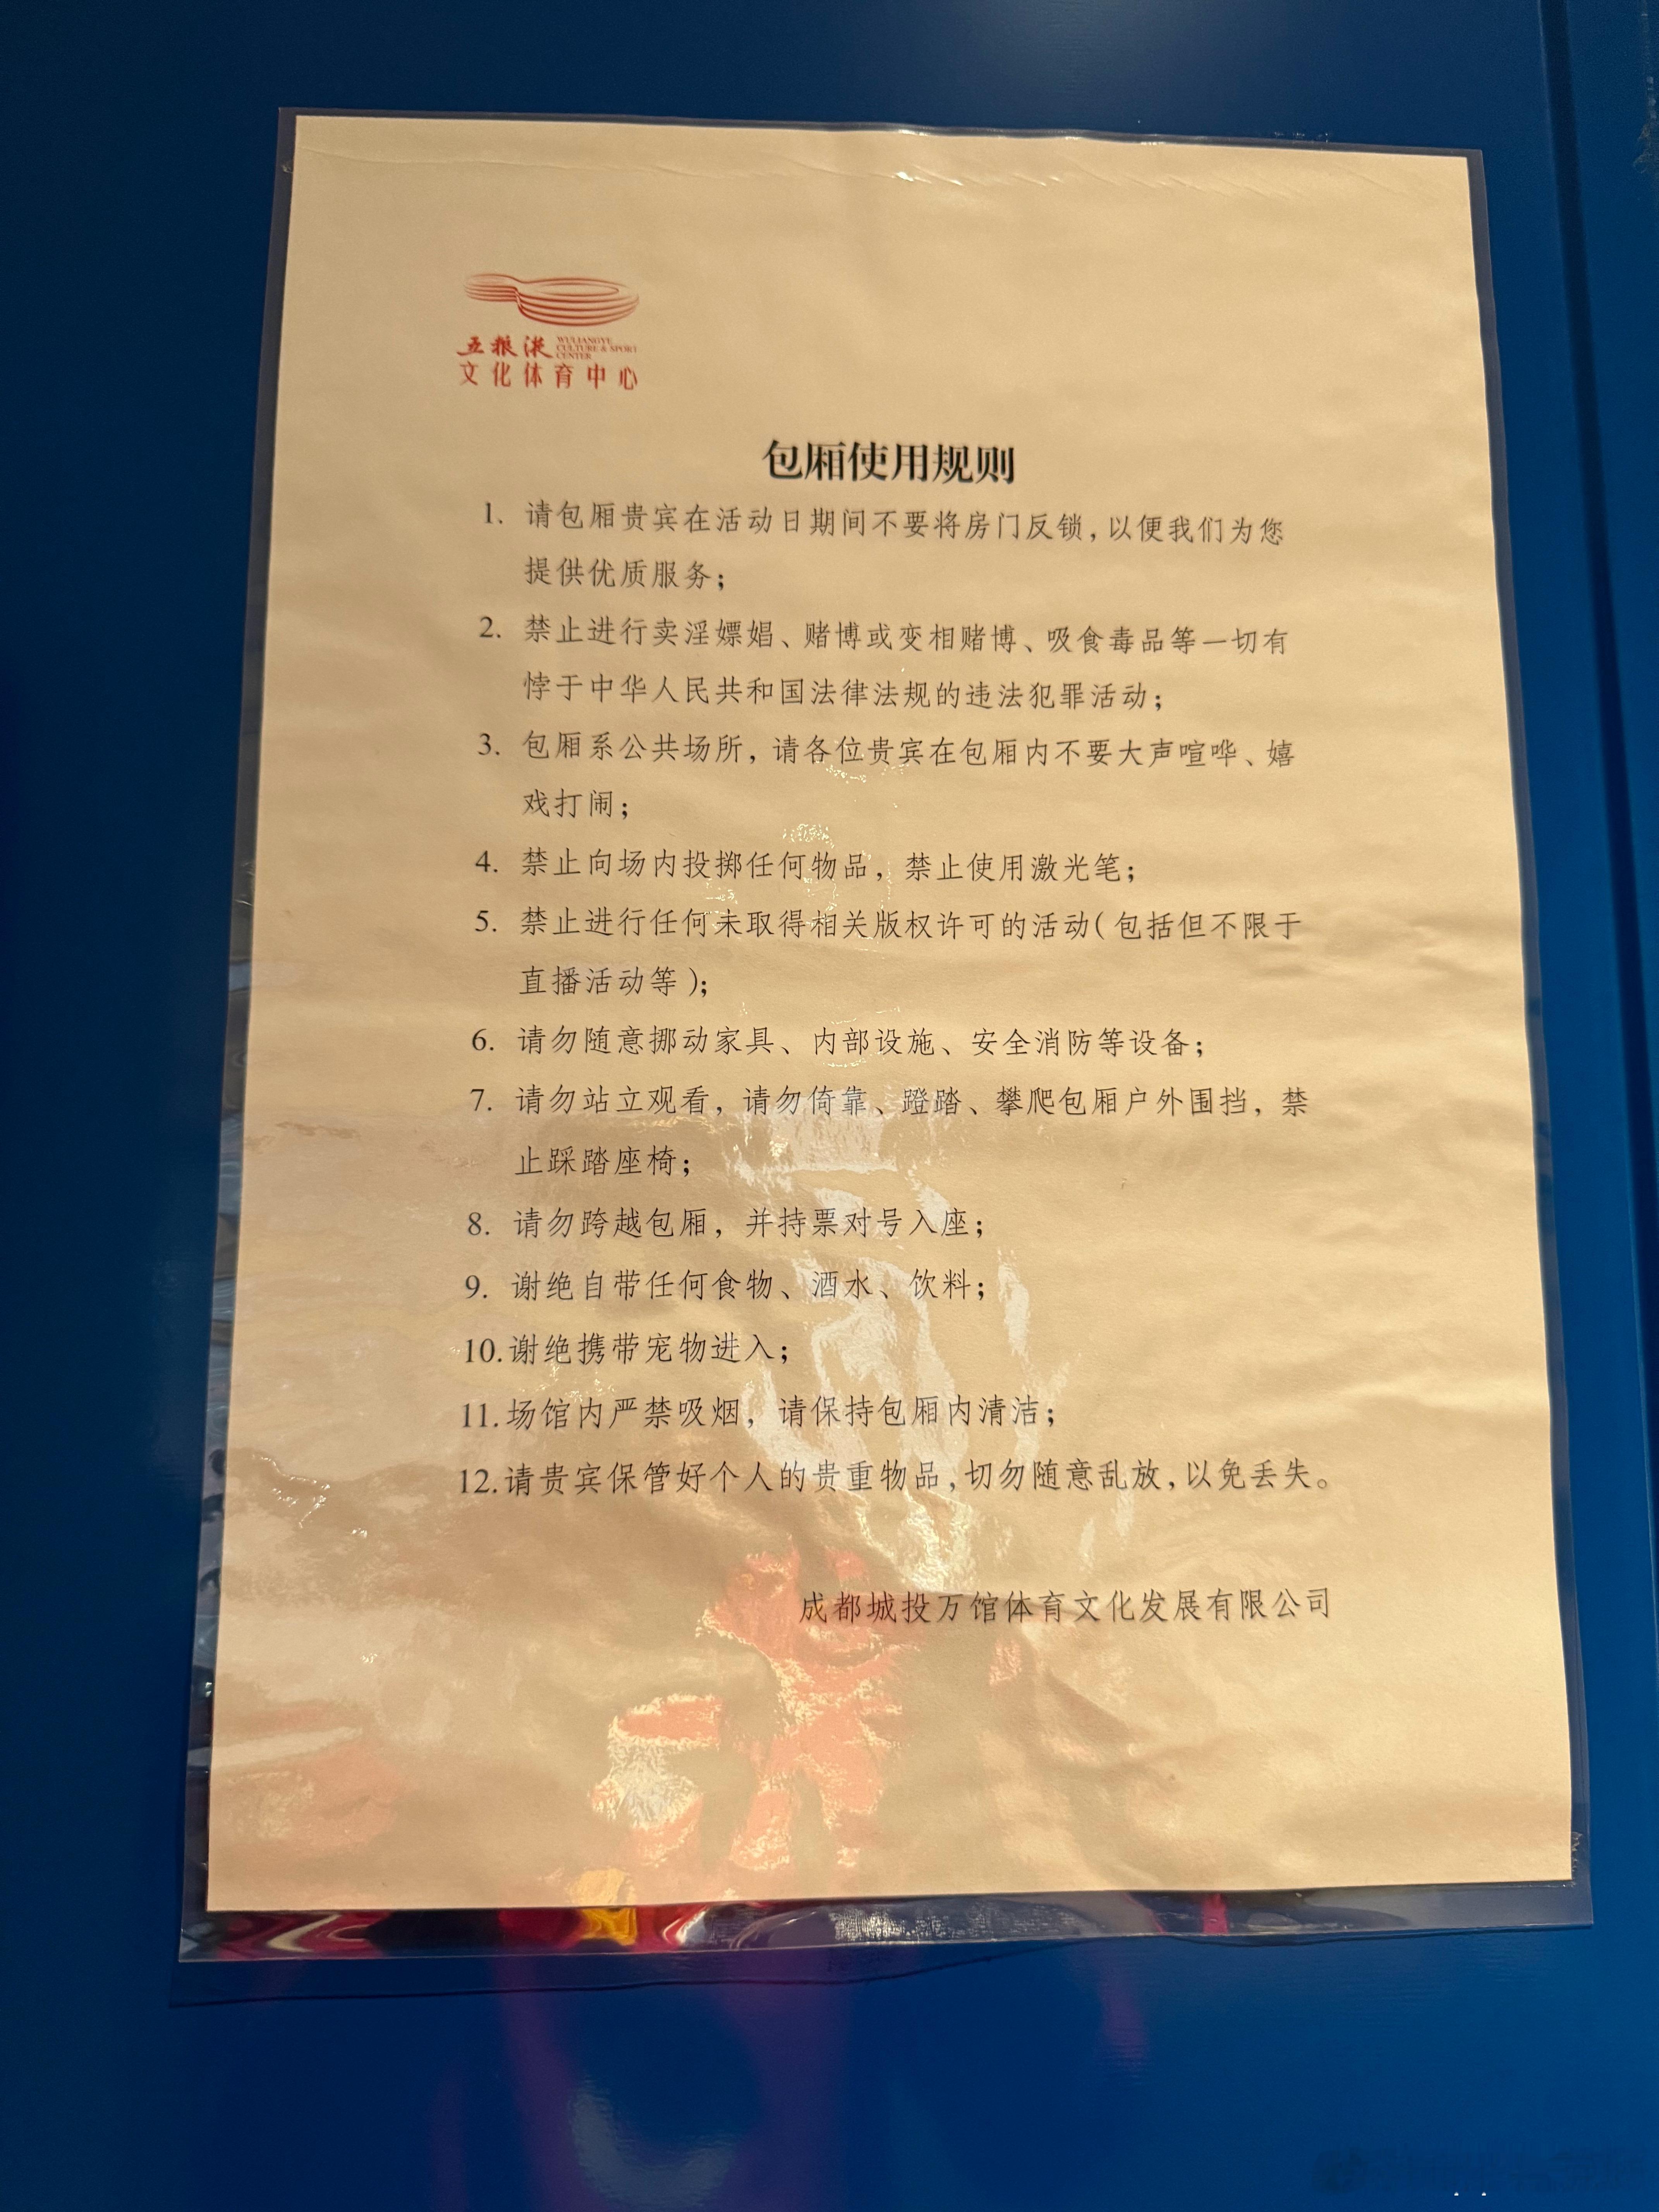 五粮液 WULIANGYE
CULTURE & SPORT
CENTER
文化体育中心
包厢使用规则
1. 请包厢贵宾在活动日期间不要将房门反锁,以便我们为您
提供优质服务;
2. 禁止进行卖淫嫖娼、赌博或变相赌博、吸食毒品等一切有
悖于中华人民共和国法律法规的违法犯罪活动;
3. 包厢系公共场所,请各位贵宾在包厢内不要大声喧哗、嬉
戏打闹;
4. 禁止向场内投掷任何物品,禁止使用激光笔;
5. 禁止进行任何未取得相关版权许可的活动(包括但不限于
直播活动等);
6. 请勿随意挪动家具、内部设施、安全消防等设备;
7. 请勿站立观看,请勿倚靠、蹬踏、攀爬包厢户外围挡,禁
止踩踏座椅;
8. 请勿跨越包厢,并持票对号入座;
9. 谢绝自带任何食物、酒水、饮料;
10.谢绝携带宠物进入;
11.场馆内严禁吸烟,请保持包厢内清洁;
12.请贵宾保管好个人的贵重物品,切勿随意乱放,以免丢失。
成都城投万馆体育文化发展有限公司